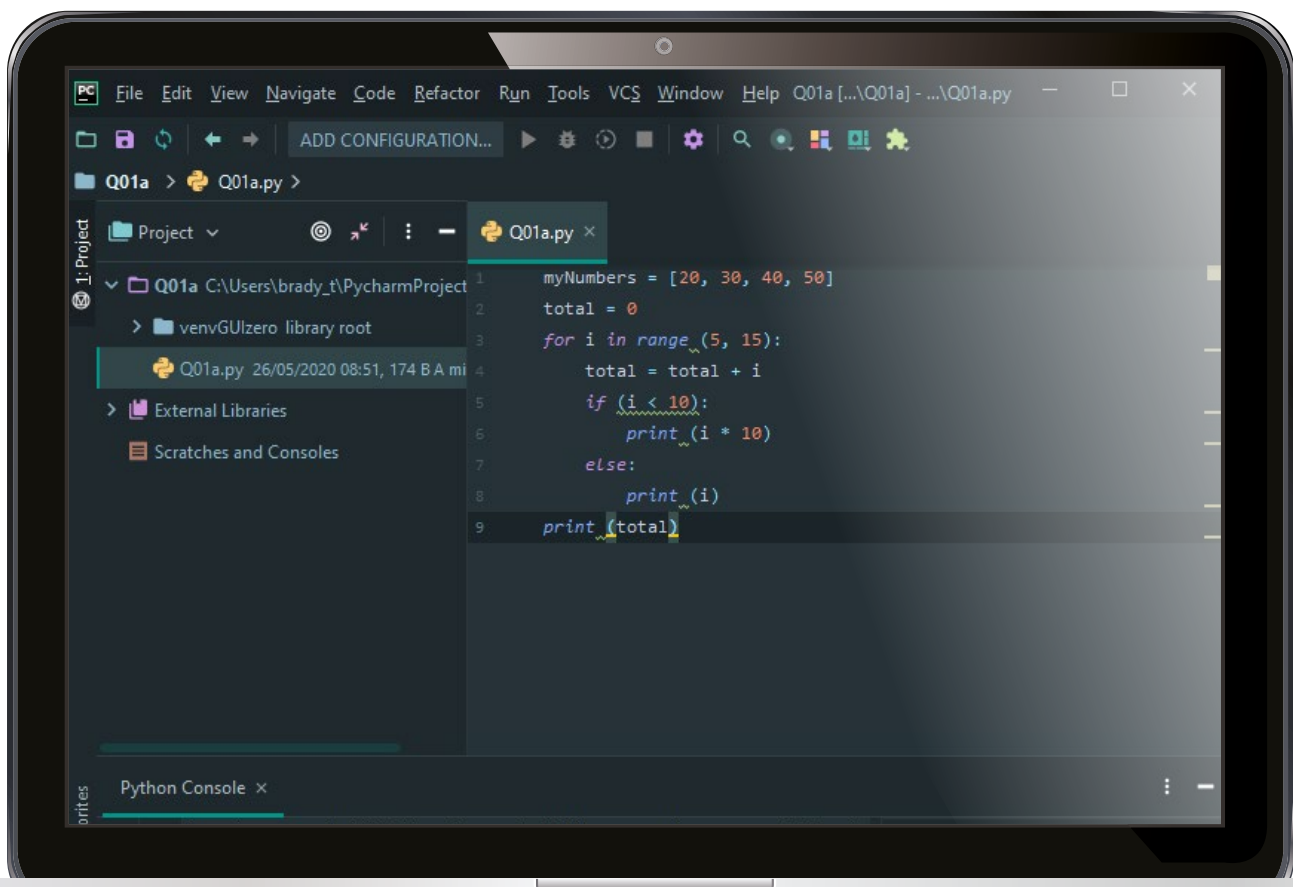 PC File Edit View Navigate Code Refactor Run Tools VCS Window Help Q01a [...\Q01a] - ...\Q01a.py
ADD CONFIGURATION...
Q01a > Q01a.py >
1: Project
Project
Q01a.py ×
Q01a C:\Users\brady_t\PycharmProject
venvGUIzero library root
Q01a.py 26/05/2020 08:51, 174 B A mi
External Libraries
Scratches and Consoles
1 myNumbers = [20, 30, 40, 50]
2 total = 0
3 for i in range (5, 15):
4 total = total + i
5 if (i < 10):
6 print (i * 10)
7 else:
8 print (i)
9 print (total)
orites
Python Console ×